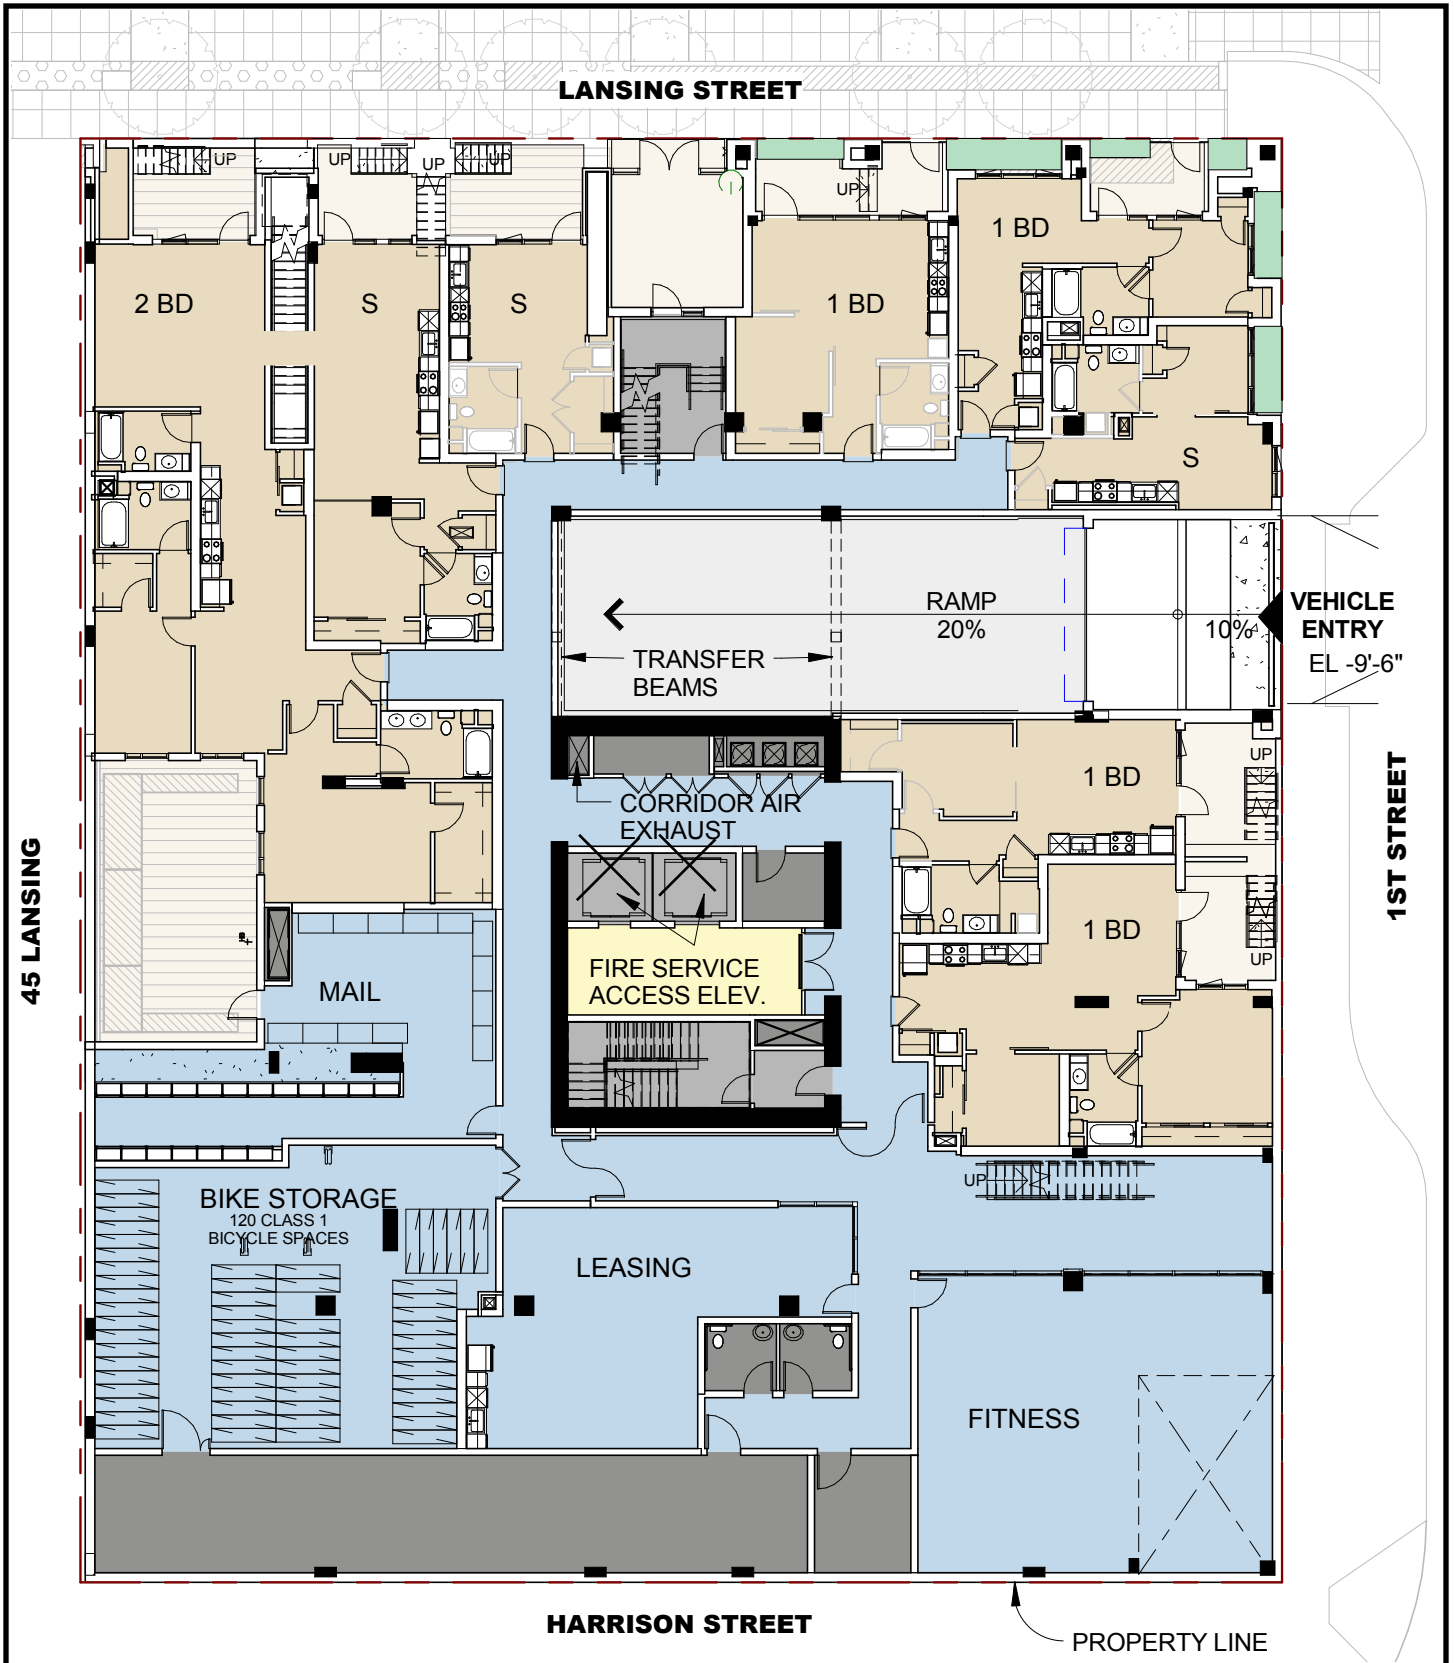 LANSING STREET
UP
UP
UP
UP
UP
2 BD
S
S
1 BD
1 BD
S
RAMP
20%
10%
VEHICLE
ENTRY
EL -9'-6"
TRANSFER
BEAMS
CORRIDOR AIR
EXHAUST
1 BD
UP
1ST STREET
45 LANSING
MAIL
FIRE SERVICE
ACCESS ELEV.
1 BD
UP
BIKE STORAGE
120 CLASS 1
BICYCLE SPACES
UP
LEASING
FITNESS
HARRISON STREET
PROPERTY LINE